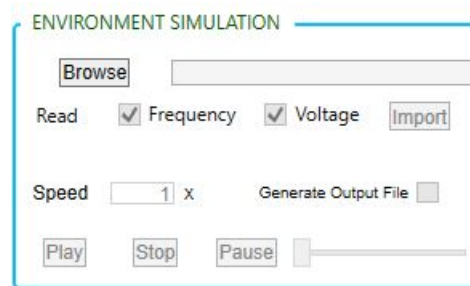 ENVIRONMENT SIMULATION
Browse
Read Frequency Voltage Import
Speed 1 x Generate Output File
Play Stop Pause